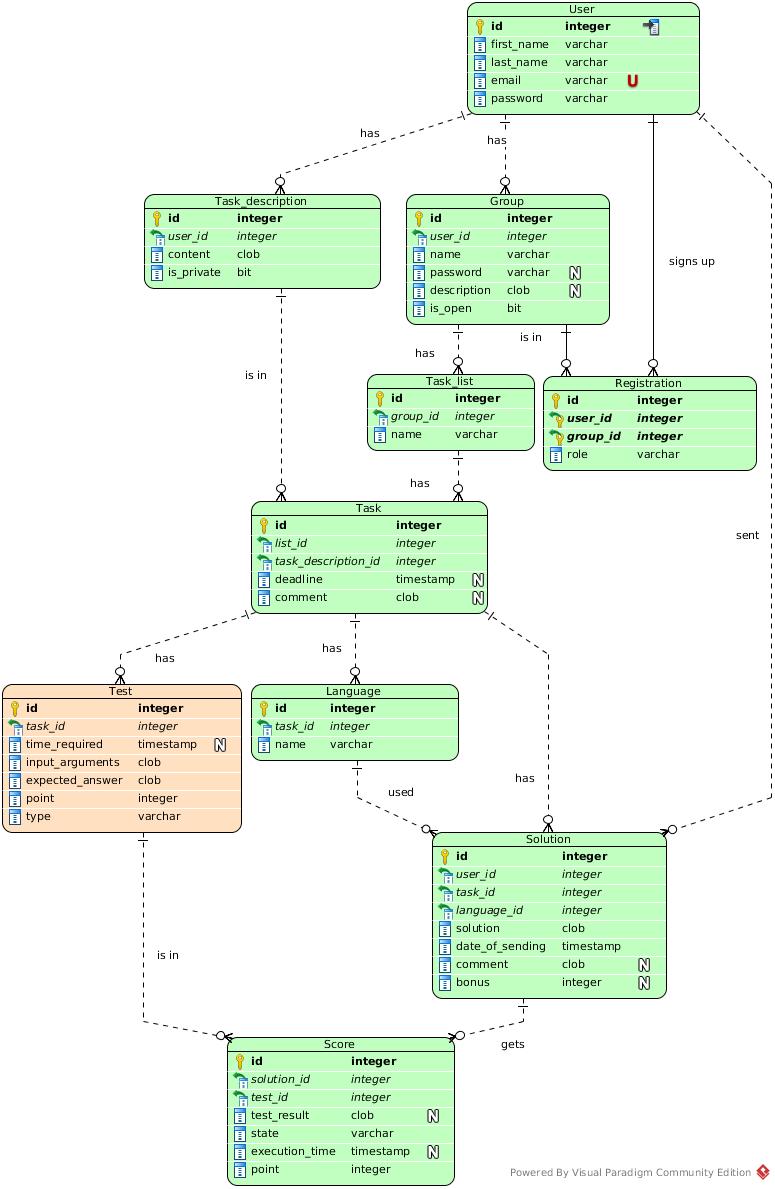 User
id integer
first_name varchar
last_name varchar
email varchar U
password varchar
has
has
signs up
sent
Task_description
id integer
user_id integer
content clob
is_private bit
Group
id integer
user_id integer
name varchar
password varchar N
description clob N
is_open bit
is in
has
is in
Task_list
id integer
group_id integer
name varchar
Registration
id integer
user_id integer
group_id integer
role varchar
has
Task
id integer
list_id integer
task_description_id integer
deadline timestamp N
comment clob N
has
has
has
Test
id integer
task_id integer
time_required timestamp N
input_arguments clob
expected_answer clob
point integer
type varchar
Language
id integer
task_id integer
name varchar
used
Solution
id integer
user_id integer
task_id integer
language_id integer
solution clob
date_of_sending timestamp
comment clob N
bonus integer N
is in
gets
Score
id integer
solution_id integer
test_id integer
test_result clob N
state varchar
execution_time timestamp N
point integer
Powered By Visual Paradigm Community Edition